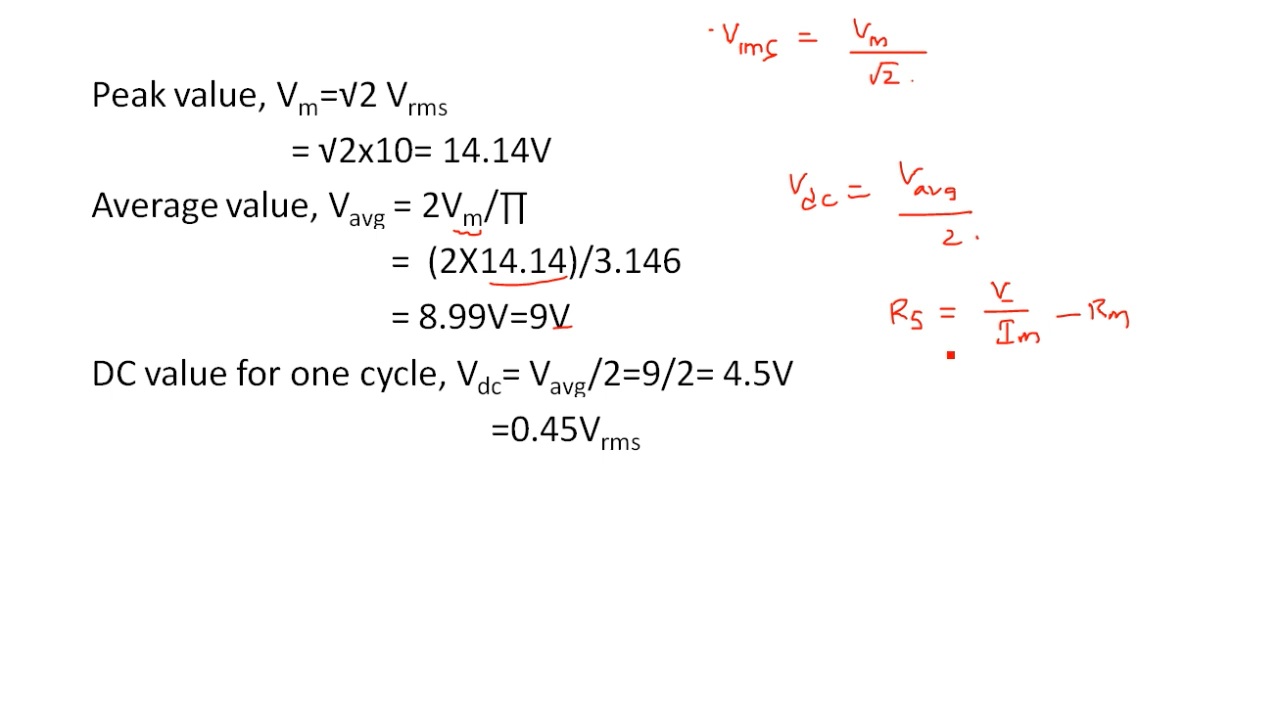 Peak value, Vm=√2 Vrms
= √2x10= 14.14V
Average value, Vavg = 2Vm/∏
= (2X14.14)/3.146
= 8.99V=9V
DC value for one cycle, Vdc= Vavg/2=9/2= 4.5V
=0.45Vrms
Vrms = Vm/√2
Vdc = Vavg/2
Rs = V/Im - Rm